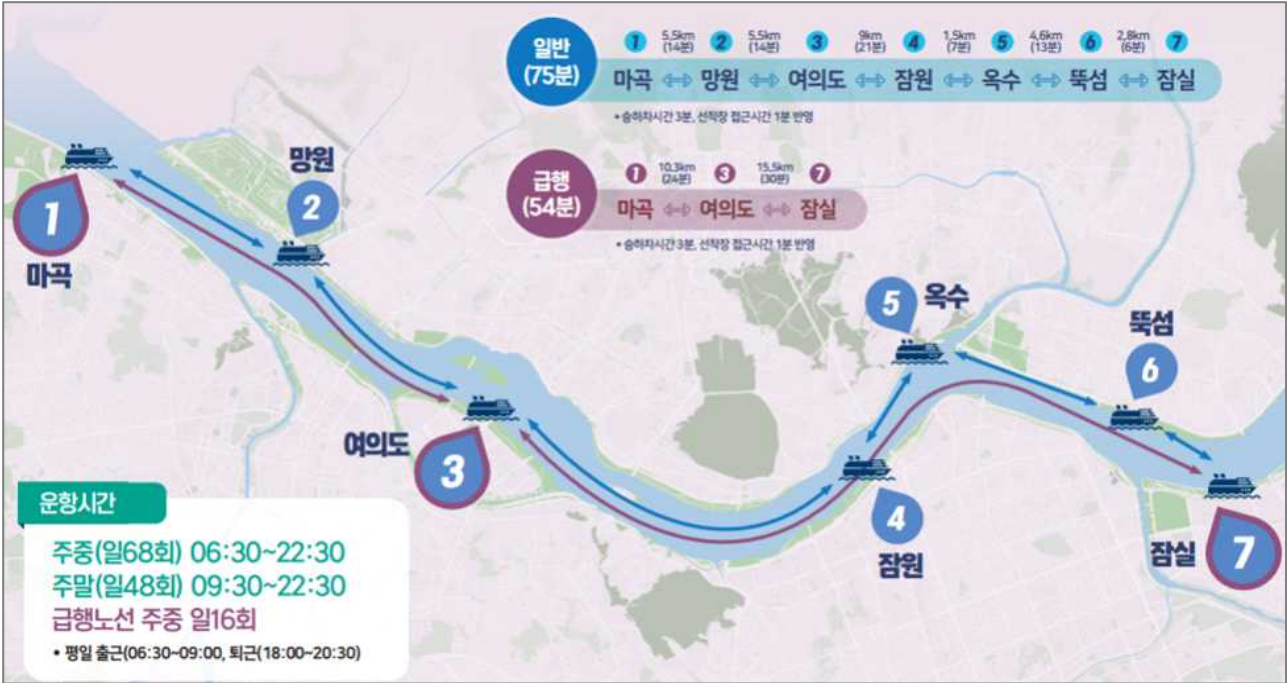 일반
(75분)
1 5.5km (14분) 2 5.5km (14분) 3 9km (21분) 4 1.5km (7분) 5 4.6km (13분) 6 2.8km (6분) 7
마곡 망원 여의도 잠원 옥수 뚝섬 잠실
* 승하차시간 3분, 선착장 접근시간 1분 반영
급행
(54분)
1 10.3km (24분) 3 15.5km (30분) 7
마곡 여의도 잠실
* 승하차시간 3분, 선착장 접근시간 1분 반영
1
마곡
망원
2
여의도
3
4
잠원
5
옥수
뚝섬
6
잠실
7
운항시간
주중(일68회) 06:30~22:30
주말(일48회) 09:30~22:30
급행노선 주중 일16회
• 평일 출근(06:30~09:00, 퇴근(18:00~20:30)